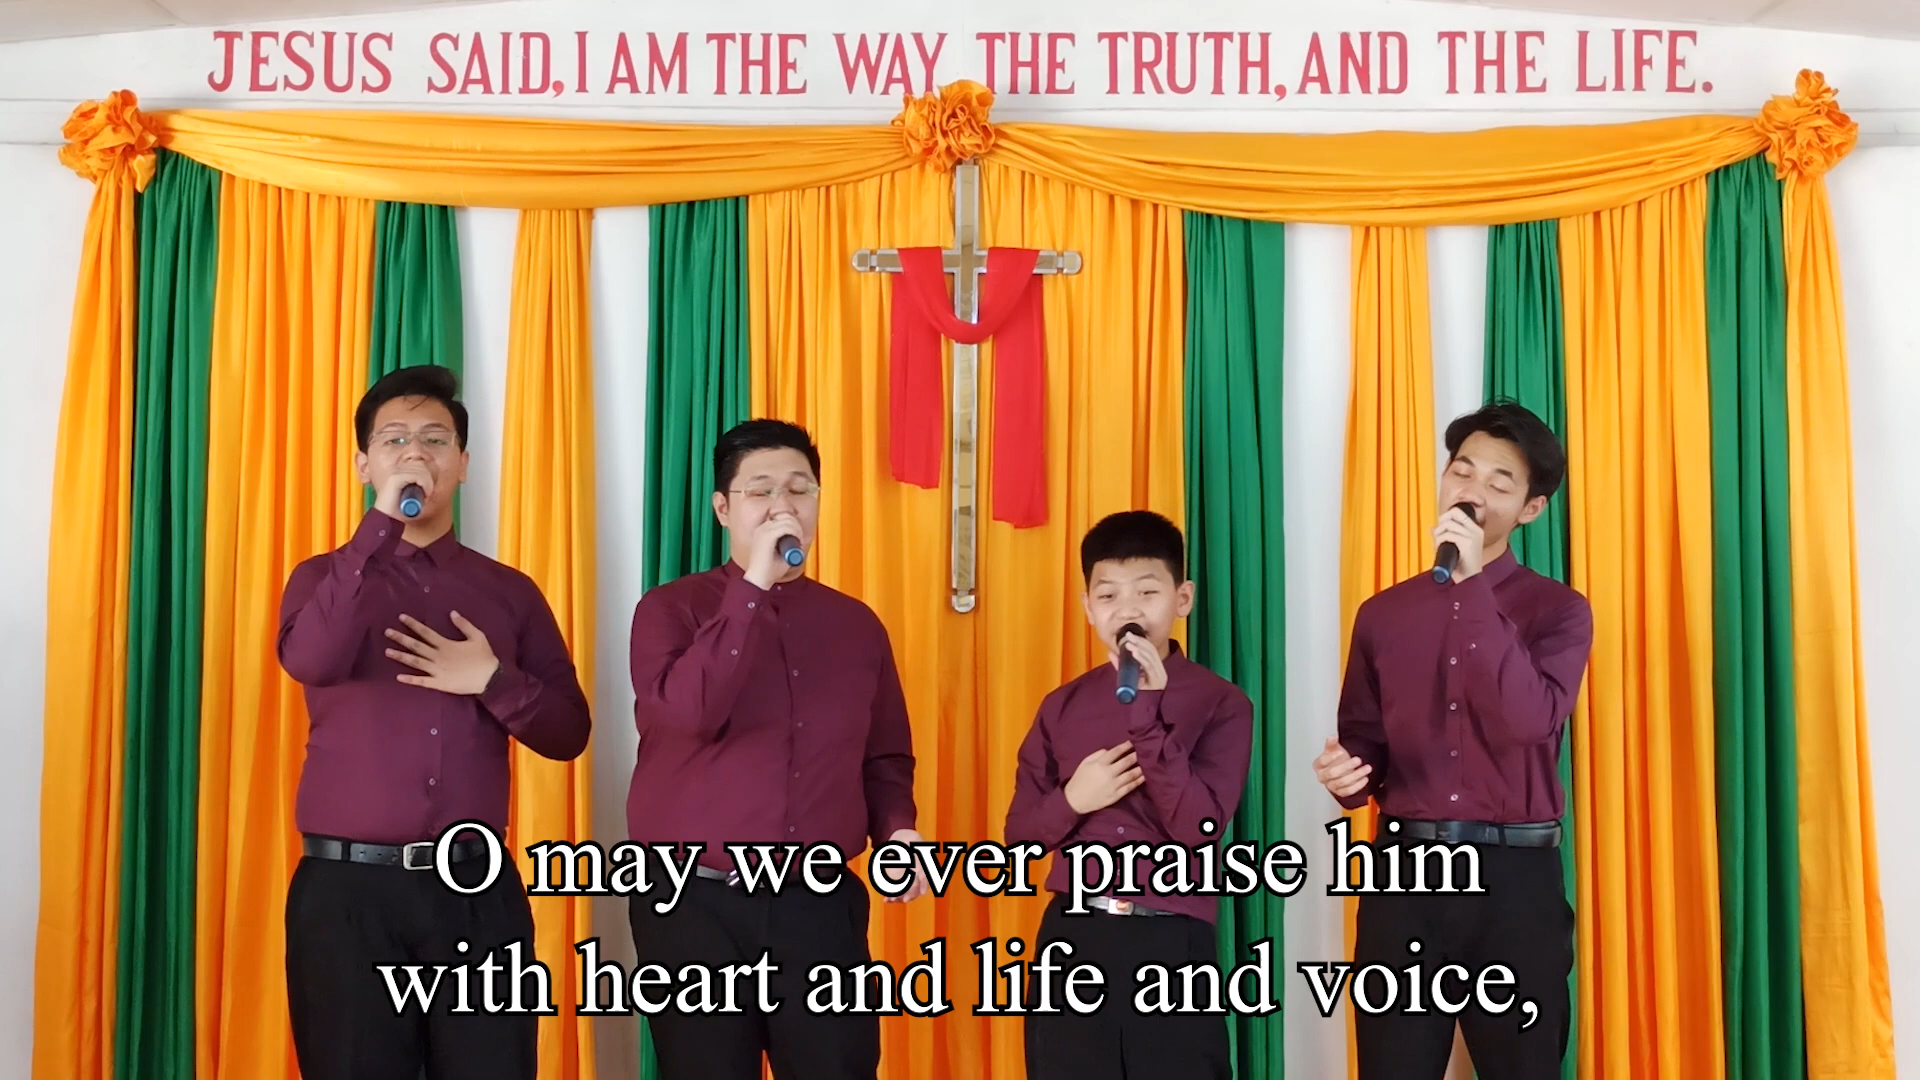 JESUS SAID, I AM THE WAY THE TRUTH, AND THE LIFE.
O may we ever praise him
with heart and life and voice,